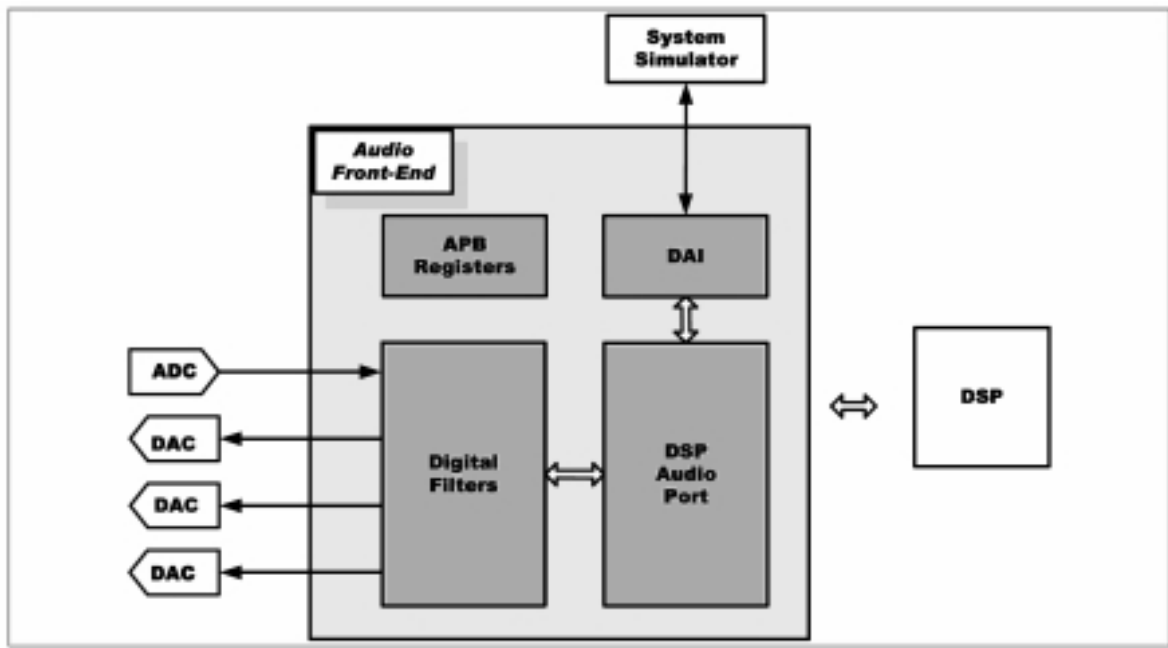 System
Simulator
Audio
Front-End
APB
Registers
DAI
ADC
DAC
DAC
DAC
Digital
Filters
DSP
Audio
Port
DSP